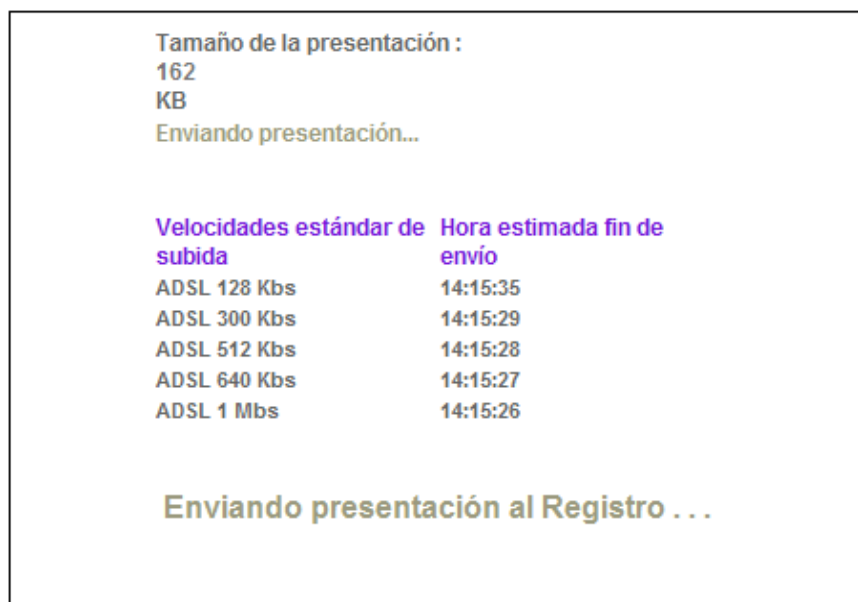 Tamaño de la presentación :
162
KB
Enviando presentación...
Velocidades estándar de subida Hora estimada fin de envío
ADSL 128 Kbs 14:15:35
ADSL 300 Kbs 14:15:29
ADSL 512 Kbs 14:15:28
ADSL 640 Kbs 14:15:27
ADSL 1 Mbs 14:15:26
Enviando presentación al Registro . . .